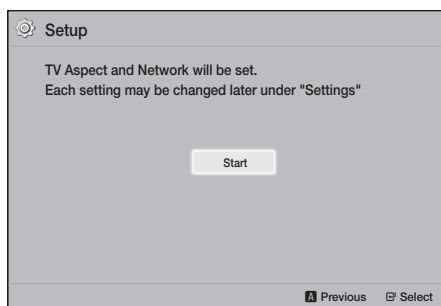 Setup
TV Aspect and Network will be set.
Each setting may be changed later under "Settings"
Start
A Previous Select